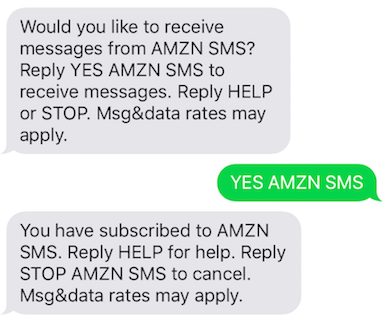 Would you like to receive
messages from AMZN SMS?
Reply YES AMZN SMS to
receive messages. Reply HELP
or STOP. Msg&data rates may
apply.
YES AMZN SMS
You have subscribed to AMZN
SMS. Reply HELP for help. Reply
STOP AMZN SMS to cancel.
Msg&data rates may apply.